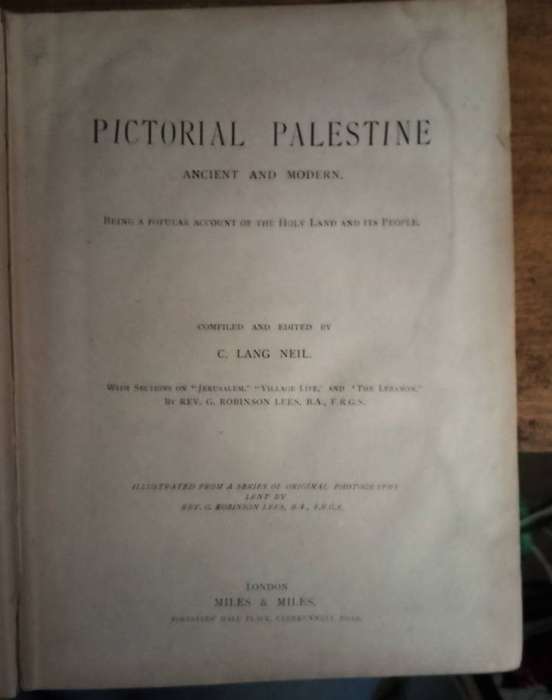 PICTORIAL PALESTINE
ANCIENT AND MODERN.
BEING A POPULAR ACCOUNT OF THE HOLY LAND AND ITS PEOPLE.
COMPILED AND EDITED BY
C. LANG NEIL.
WITH SECTIONS ON "JERUSALEM," "VILLAGE LIFE," AND "THE LEBANON,"
BY REV. G. ROBINSON LEES, B.A., F.R.G.S.
ILLUSTRATED FROM A SERIES OF ORIGINAL PHOTOGRAPHS
LENT BY
REV. G. ROBINSON LEES, B.A., F.R.G.S.
LONDON
MILES & MILES,
FORESTERS' HALL PLACE, CLERKENWELL ROAD.